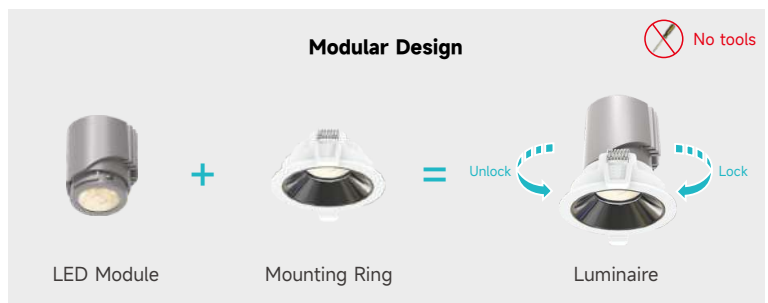 Modular Design
No tools
Unlock
Lock
LED Module
Mounting Ring
Luminaire